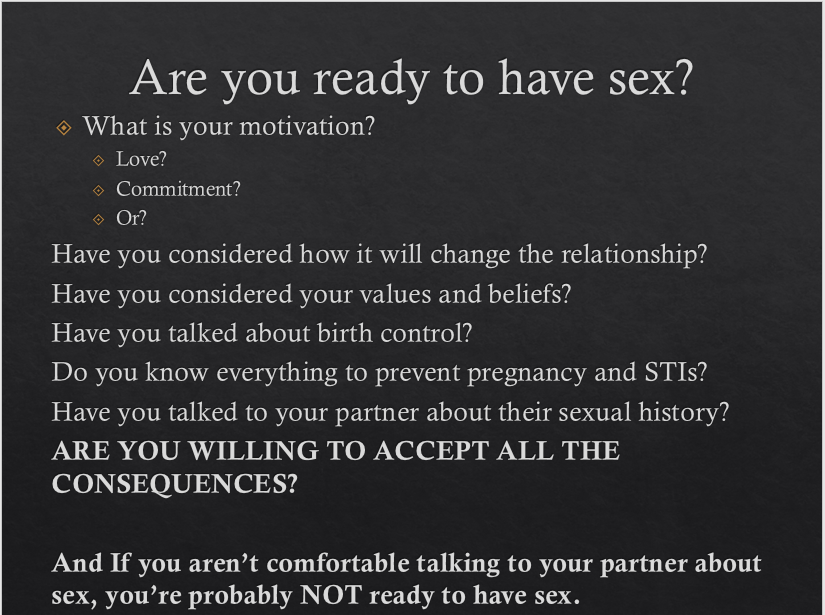 Are you ready to have sex?
What is your motivation?
Love?
Commitment?
Or?
Have you considered how it will change the relationship?
Have you considered your values and beliefs?
Have you talked about birth control?
Do you know everything to prevent pregnancy and STIs?
Have you talked to your partner about their sexual history?
ARE YOU WILLING TO ACCEPT ALL THE
CONSEQUENCES?
And If you aren’t comfortable talking to your partner about
sex, you’re probably NOT ready to have sex.